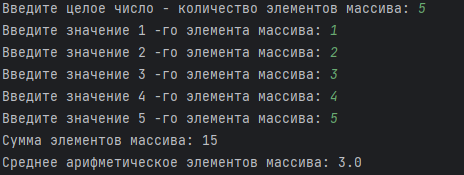 Введите целое число - количество элементов массива: 5
Введите значение 1 -го элемента массива: 1
Введите значение 2 -го элемента массива: 2
Введите значение 3 -го элемента массива: 3
Введите значение 4 -го элемента массива: 4
Введите значение 5 -го элемента массива: 5
Сумма элементов массива: 15
Среднее арифметическое элементов массива: 3.0